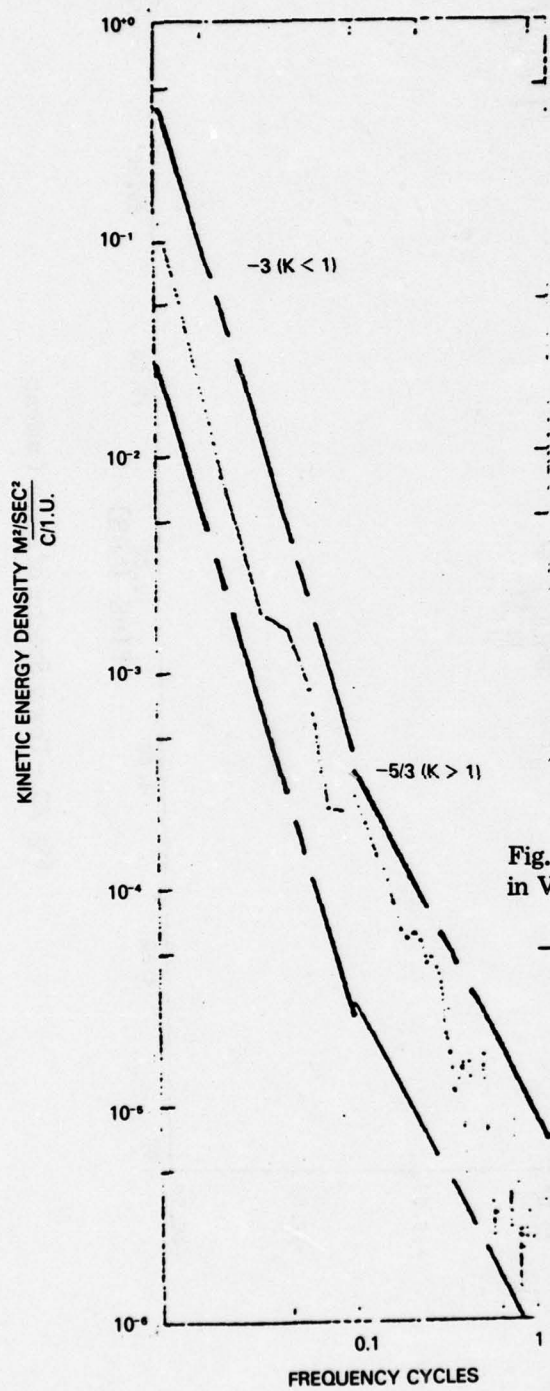 10⁺⁰
10⁻¹
−3 (K < 1)
10⁻²
KINETIC ENERGY DENSITY M²/SEC²
C/1.U.
10⁻³
−5/3 (K > 1)
Fig.
in V
10⁻⁴
10⁻⁵
10⁻⁶
0.1
1
FREQUENCY CYCLES